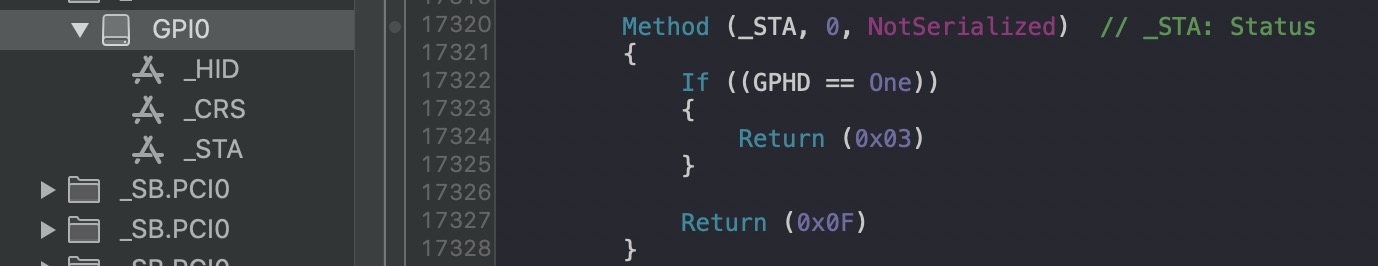 GPI0
_HID
_CRS
_STA
_SB.PCI0
_SB.PCI0
17320 Method (_STA, 0, NotSerialized)  // _STA: Status
17321 {
17322 If ((GPHD == One))
17323 {
17324 Return (0x03)
17325 }
17326
17327 Return (0x0F)
17328 }